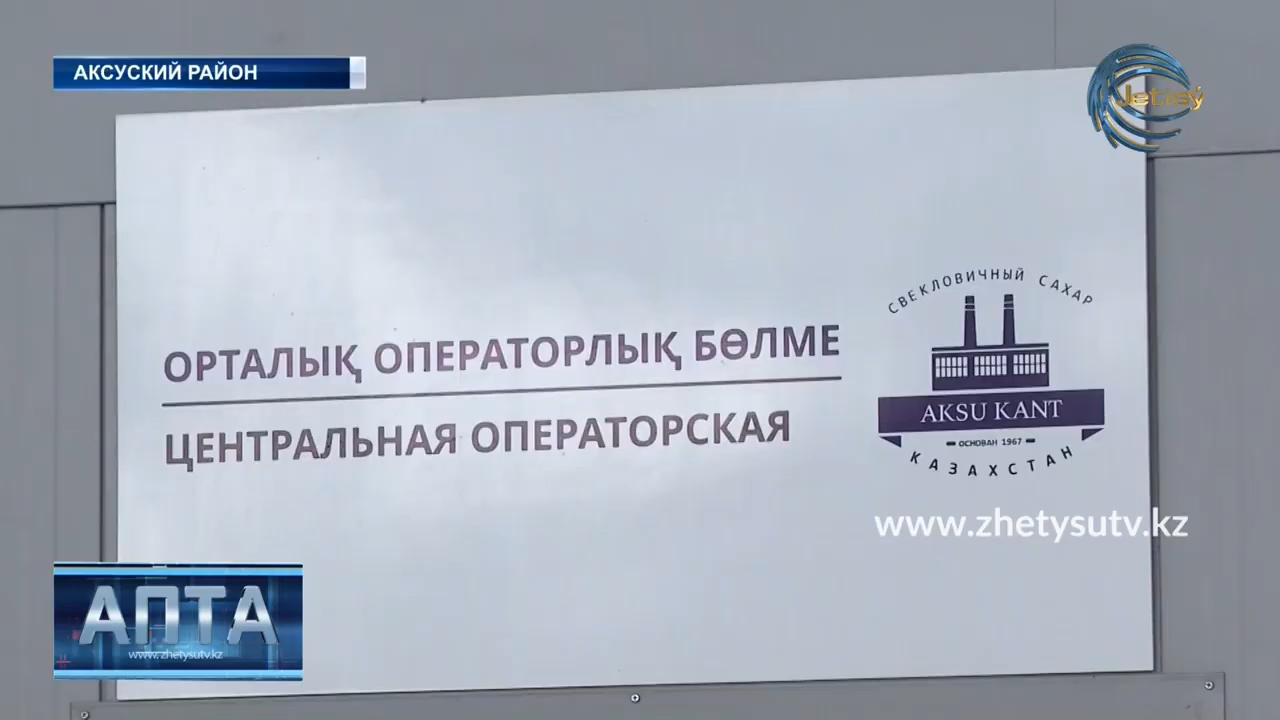 АКСУСКИЙ РАЙОН
Jetisý
СВЕКЛОВИЧНЫЙ САХАР
ОРТАЛЫҚ ОПЕРАТОРЛЫҚ БӨЛМЕ
ЦЕНТРАЛЬНАЯ ОПЕРАТОРСКАЯ
AKSU KANT
ОСНОВАН 1967
КАЗАХСТАН
www.zhetysutv.kz
АПТА
www.zhetysutv.kz